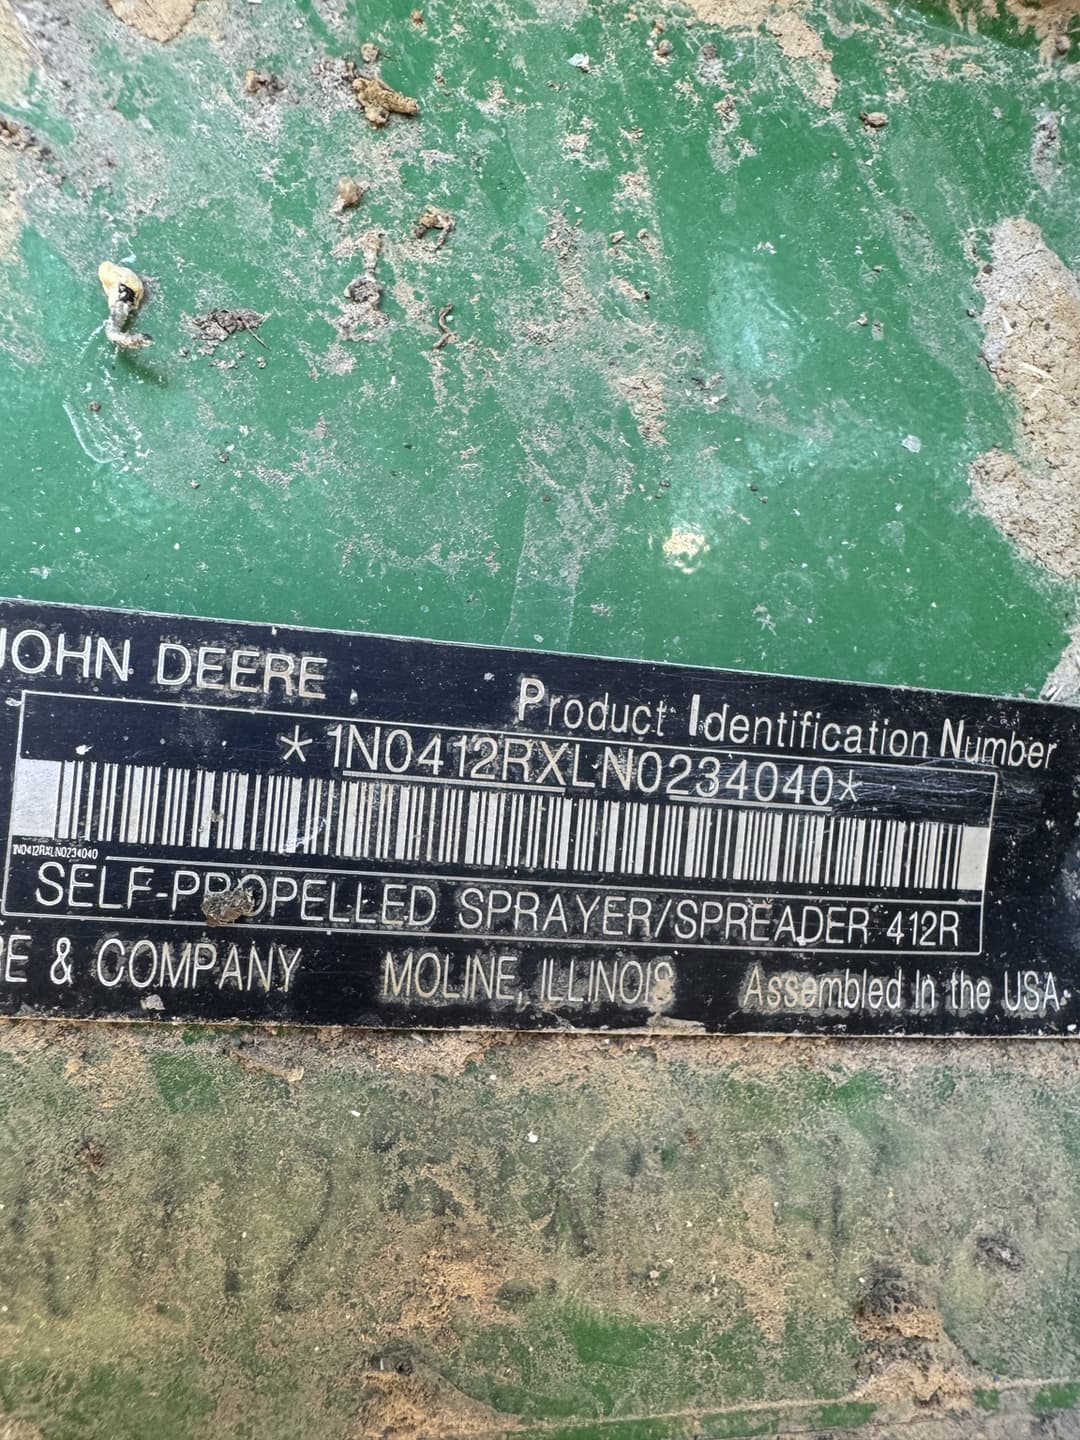 JOHN DEERE
Product Identification Number
*1N0412RXLN0234040*
1N0412RXLN0234040
SELF-PROPELLED SPRAYER/SPREADER 412R
RE & COMPANY MOLINE, ILLINOIS Assembled in the USA